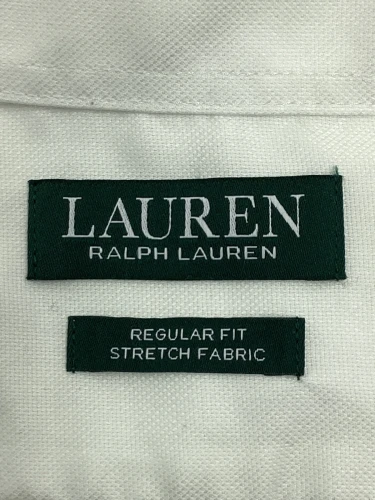 LAUREN
RALPH LAUREN
REGULAR FIT
STRETCH FABRIC